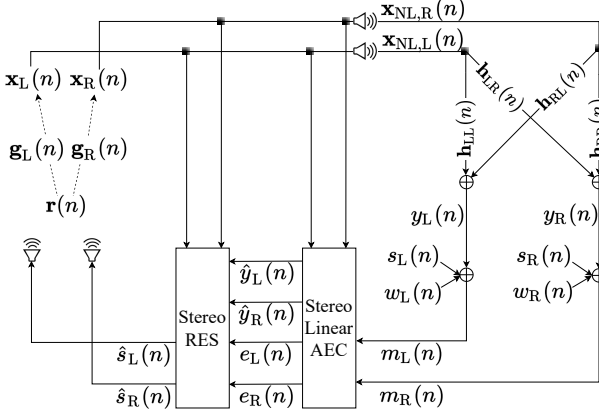 x_NL,R(n)
x_NL,L(n)
x_L(n) x_R(n)
h_LR(n) h_RL(n)
h_LL(n)
g_L(n) g_R(n)
r(n)
y_L(n) y_R(n)
s_L(n) s_R(n)
w_L(n) w_R(n)
ŷ_L(n)
ŷ_R(n)
Stereo
RES
Stereo
Linear
AEC
ŝ_L(n) e_L(n) m_L(n)
ŝ_R(n) e_R(n) m_R(n)